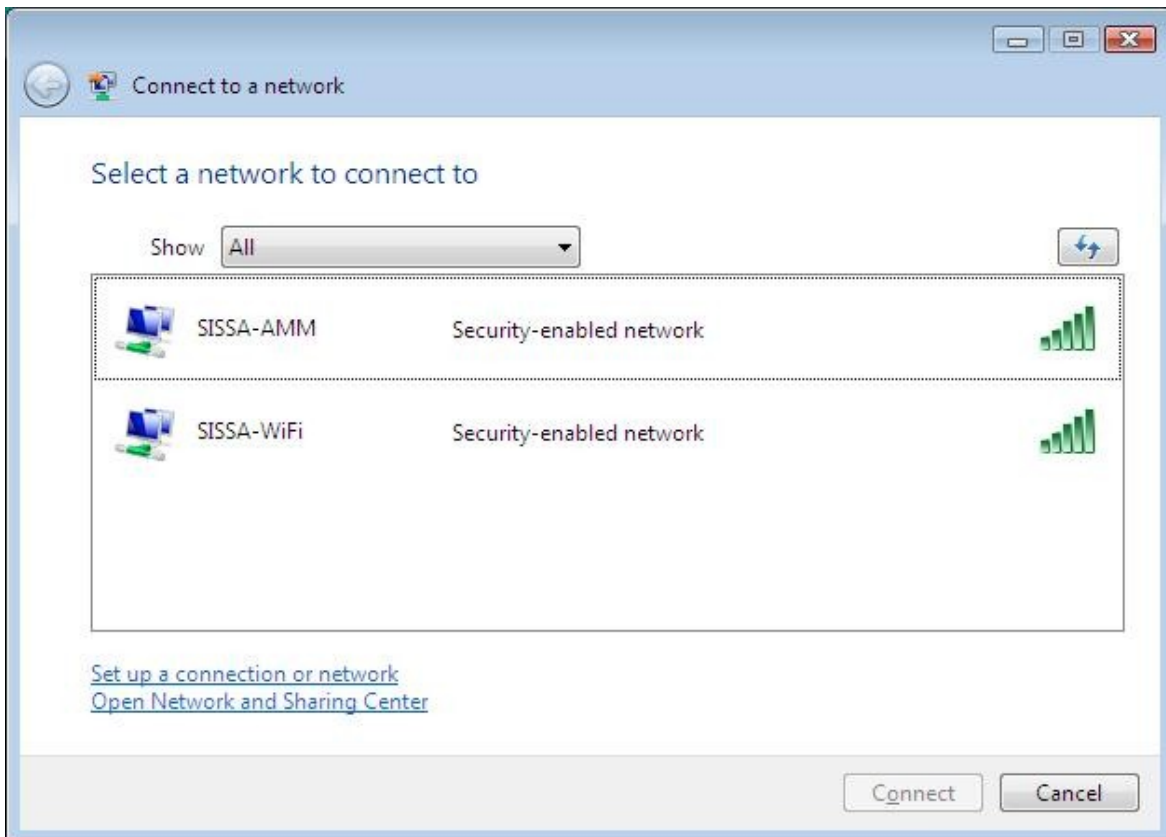 Connect to a network
Select a network to connect to
Show All
SISSA-AMM Security-enabled network
SISSA-WiFi Security-enabled network
Set up a connection or network
Open Network and Sharing Center
Connect Cancel